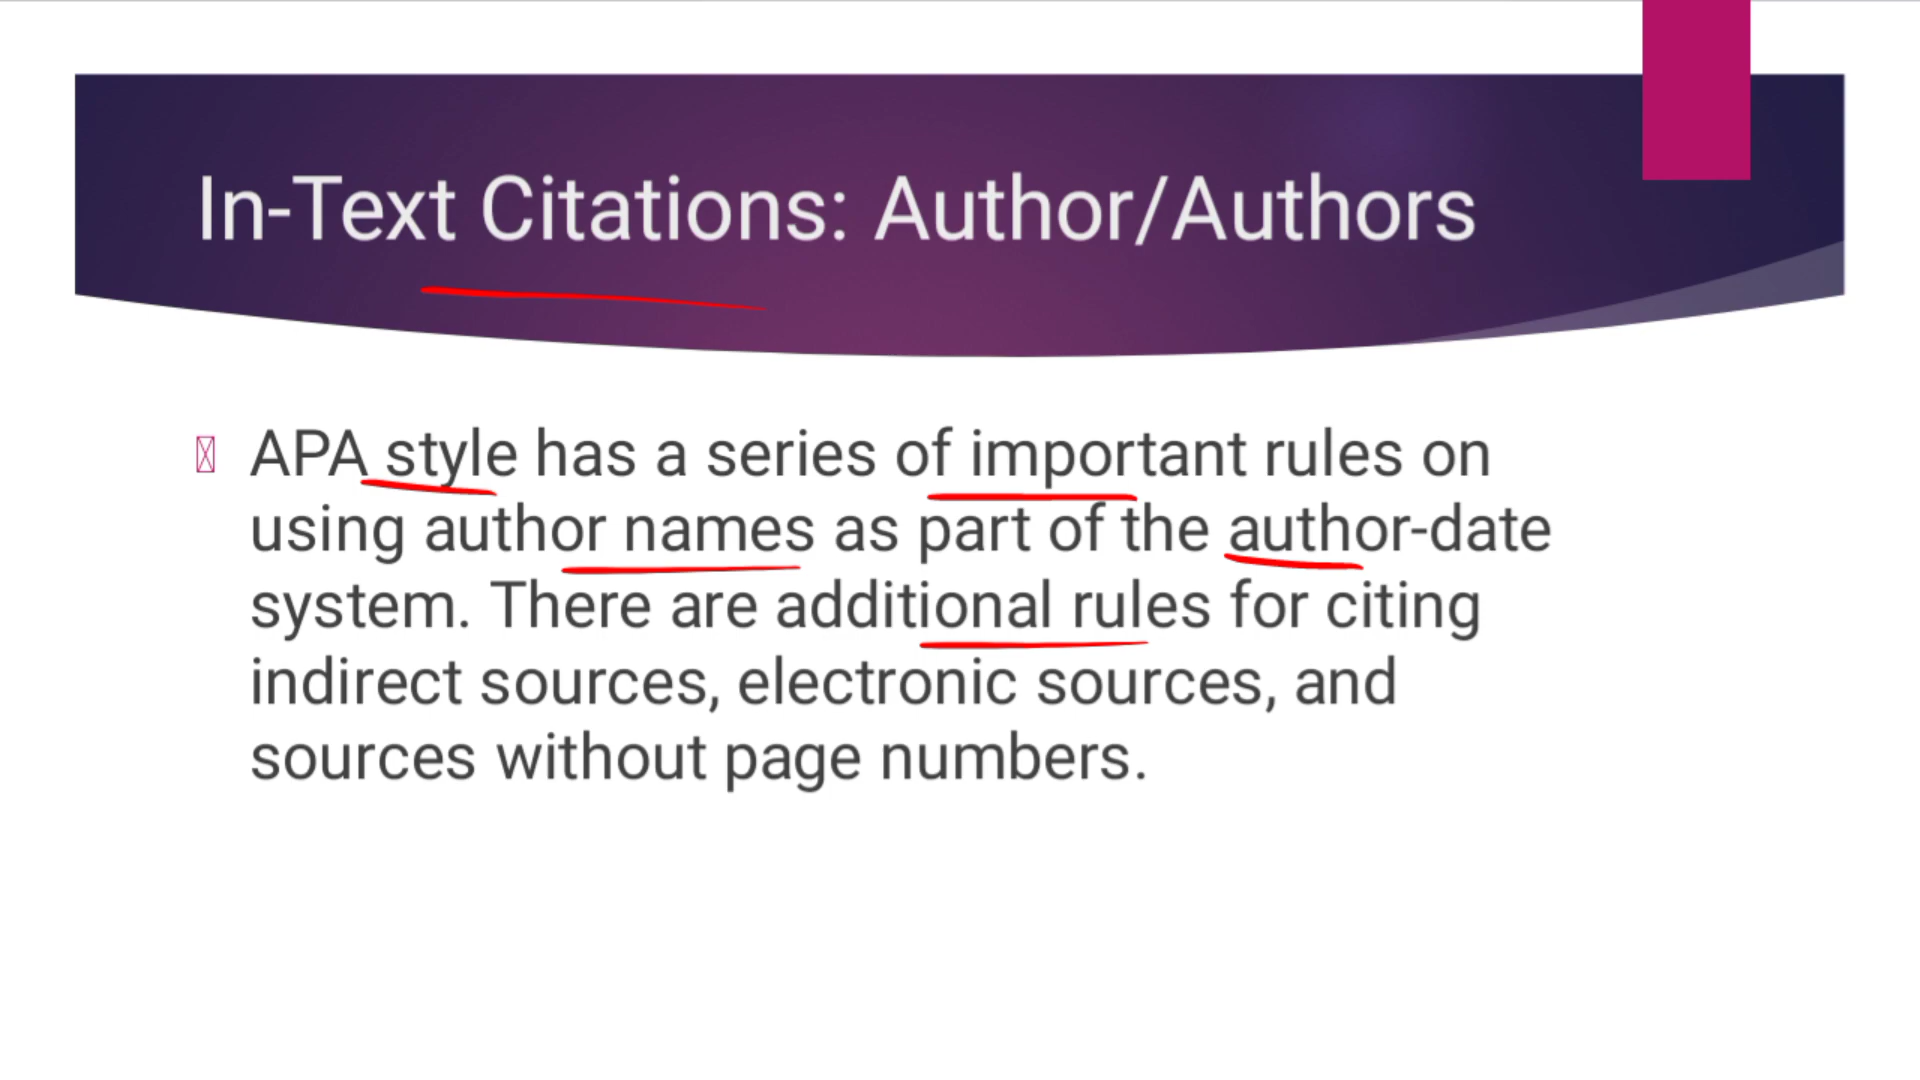 In-Text Citations: Author/Authors
APA style has a series of important rules on
using author names as part of the author-date
system. There are additional rules for citing
indirect sources, electronic sources, and
sources without page numbers.